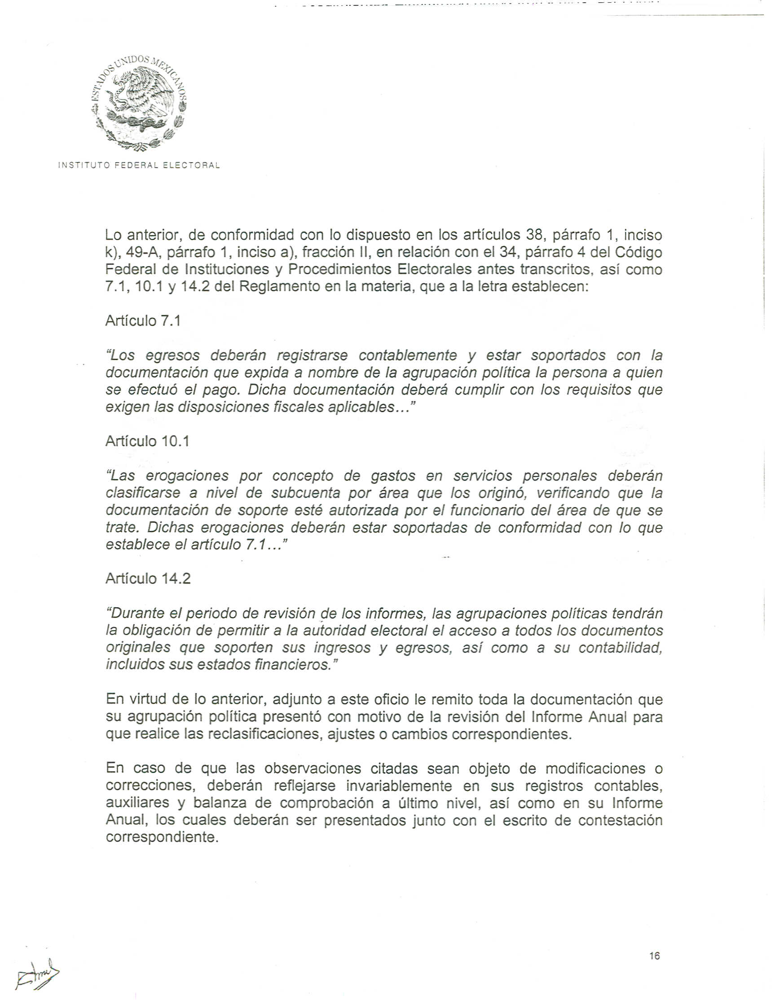 ESTADOS UNIDOS MEXICANOS
INSTITUTO FEDERAL ELECTORAL
Lo anterior, de conformidad con lo dispuesto en los artículos 38, párrafo 1, inciso
k), 49-A, párrafo 1, inciso a), fracción II, en relación con el 34, párrafo 4 del Código
Federal de Instituciones y Procedimientos Electorales antes transcritos, así como
7.1, 10.1 y 14.2 del Reglamento en la materia, que a la letra establecen:
Artículo 7.1
“Los egresos deberán registrarse contablemente y estar soportados con la
documentación que expida a nombre de la agrupación política la persona a quien
se efectuó el pago. Dicha documentación deberá cumplir con los requisitos que
exigen las disposiciones fiscales aplicables...”
Artículo 10.1
“Las erogaciones por concepto de gastos en servicios personales deberán
clasificarse a nivel de subcuenta por área que los originó, verificando que la
documentación de soporte esté autorizada por el funcionario del área de que se
trate. Dichas erogaciones deberán estar soportadas de conformidad con lo que
establece el artículo 7.1...”
Artículo 14.2
“Durante el periodo de revisión de los informes, las agrupaciones políticas tendrán
la obligación de permitir a la autoridad electoral el acceso a todos los documentos
originales que soporten sus ingresos y egresos, así como a su contabilidad,
incluidos sus estados financieros.”
En virtud de lo anterior, adjunto a este oficio le remito toda la documentación que
su agrupación política presentó con motivo de la revisión del Informe Anual para
que realice las reclasificaciones, ajustes o cambios correspondientes.
En caso de que las observaciones citadas sean objeto de modificaciones o
correcciones, deberán reflejarse invariablemente en sus registros contables,
auxiliares y balanza de comprobación a último nivel, así como en su Informe
Anual, los cuales deberán ser presentados junto con el escrito de contestación
correspondiente.
16